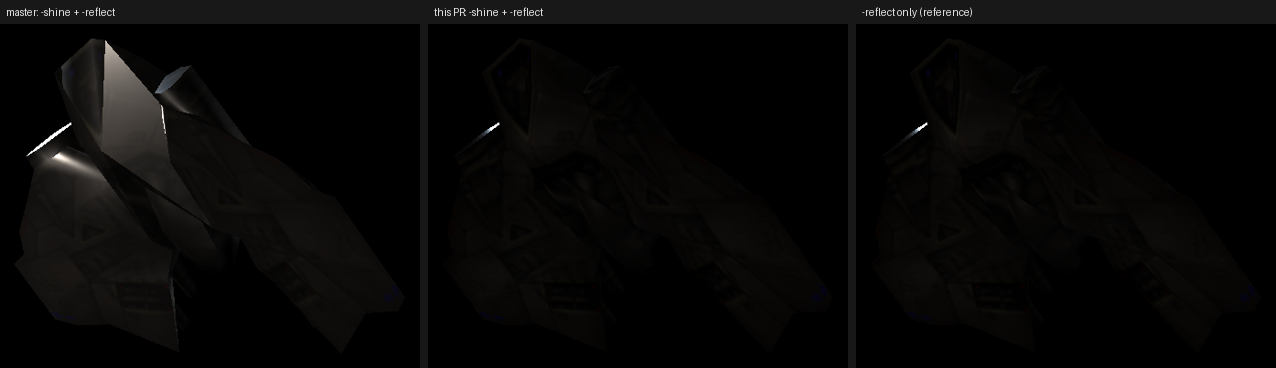 master: -shine + -reflect
this PR: -shine + -reflect
-reflect only (reference)